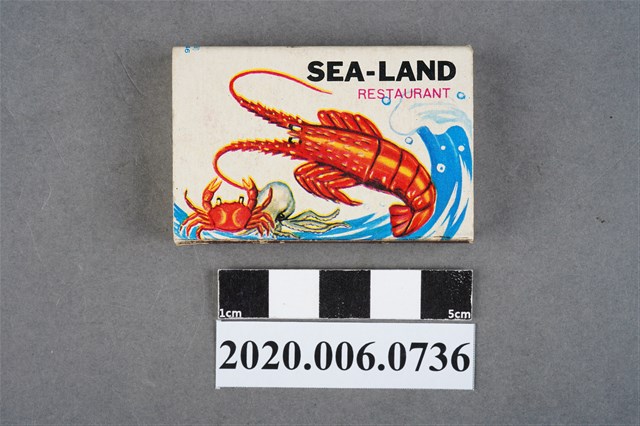 SEA-LAND
RESTAURANT
1cm 5cm
2020.006.0736